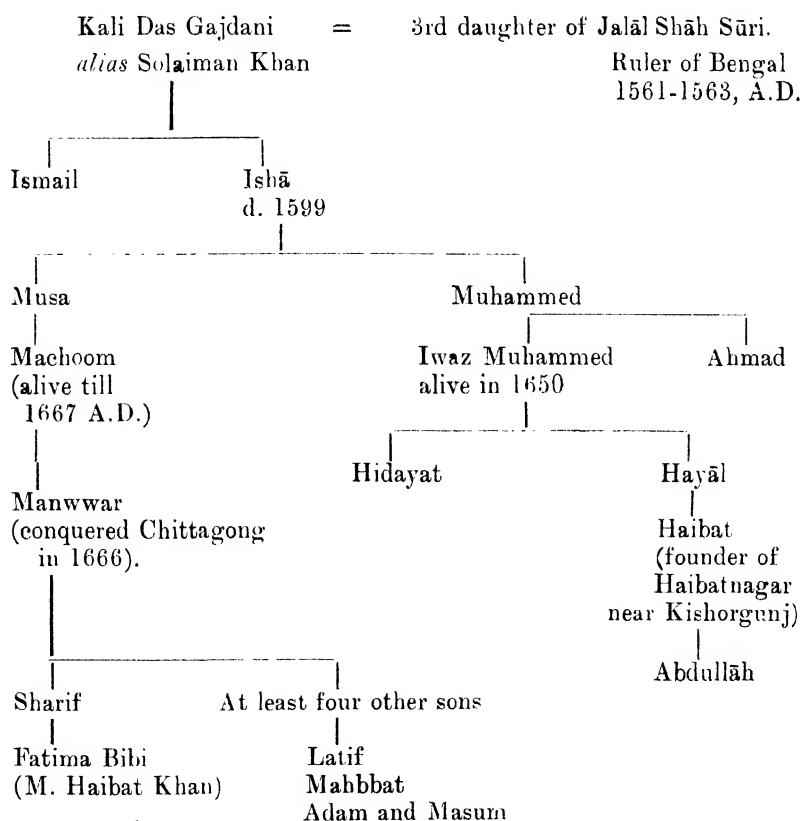 Kali Das Gajdani = 3rd daughter of Jalāl Shāh Sūri.
alias Solaiman Khan Ruler of Bengal
1561-1563, A.D.
Ismail Ishā
d. 1599
Musa Muhammed
Machoom Iwaz Muhammed Ahmad
(alive till alive in 1650
1667 A.D.)
Hidayat Hayāl
Manwwar
(conquered Chittagong Haibat
in 1666). (founder of
Haibatnagar
near Kishorgunj)
Abdullāh
Sharif At least four other sons
Fatima Bibi Latif
(M. Haibat Khan) Mahbbat
Adam and Masum